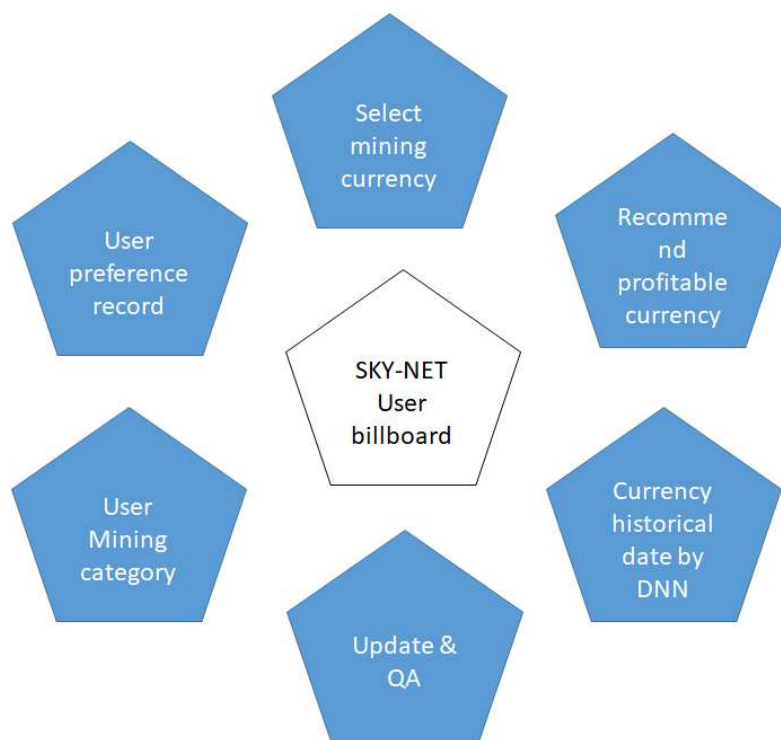 Select
mining
currency
User
preference
record
Recomme
nd
profitable
currency
SKY-NET
User
billboard
User
Mining
category
Currency
historical
date by
DNN
Update &
QA